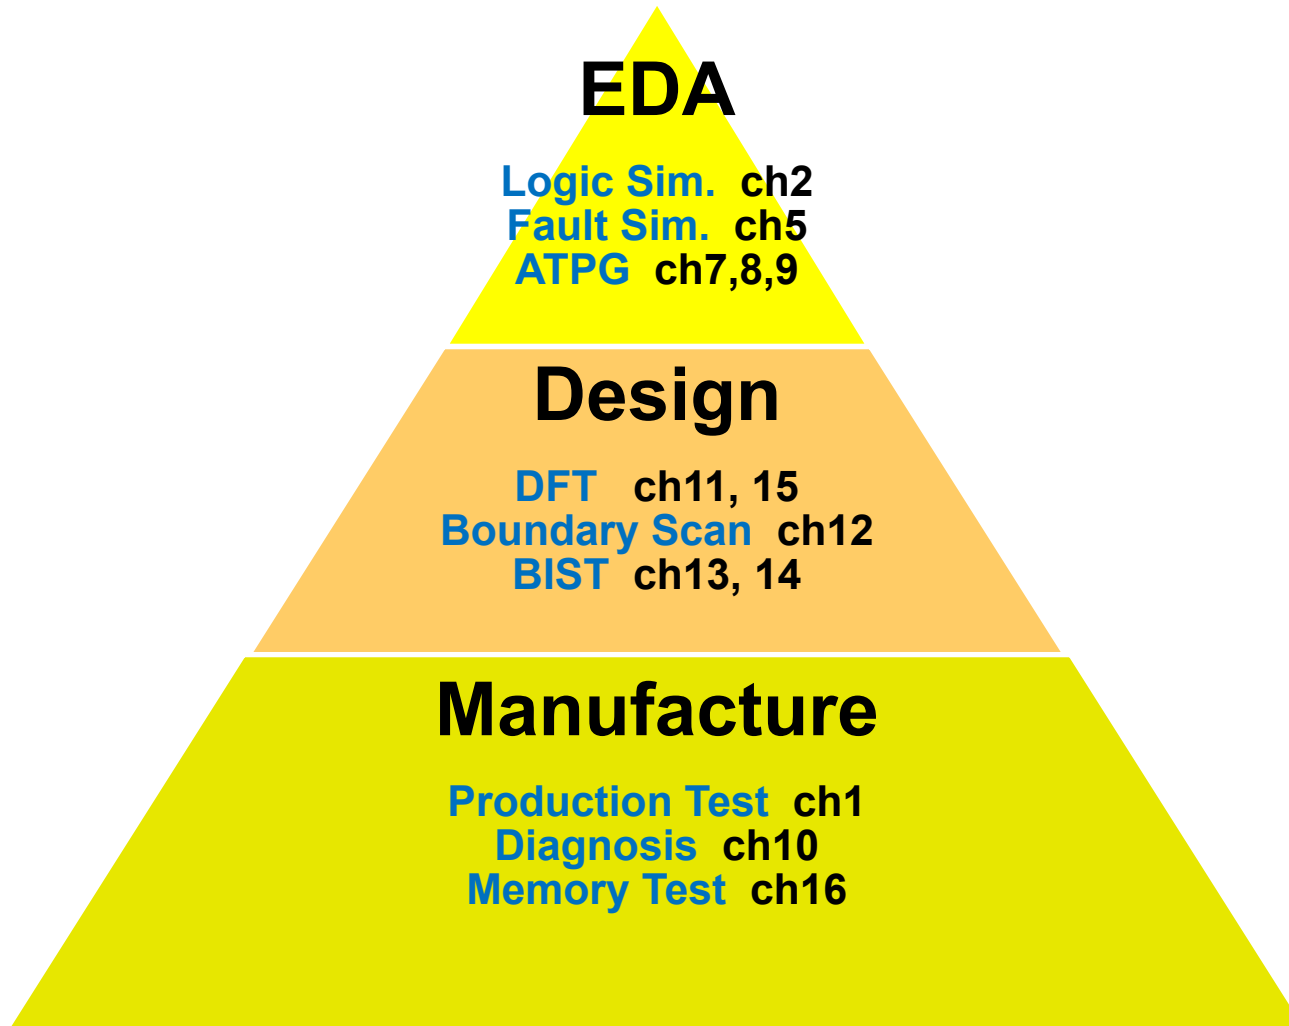 EDA
Logic Sim. ch2
Fault Sim. ch5
ATPG ch7,8,9
Design
DFT ch11, 15
Boundary Scan ch12
BIST ch13, 14
Manufacture
Production Test ch1
Diagnosis ch10
Memory Test ch16